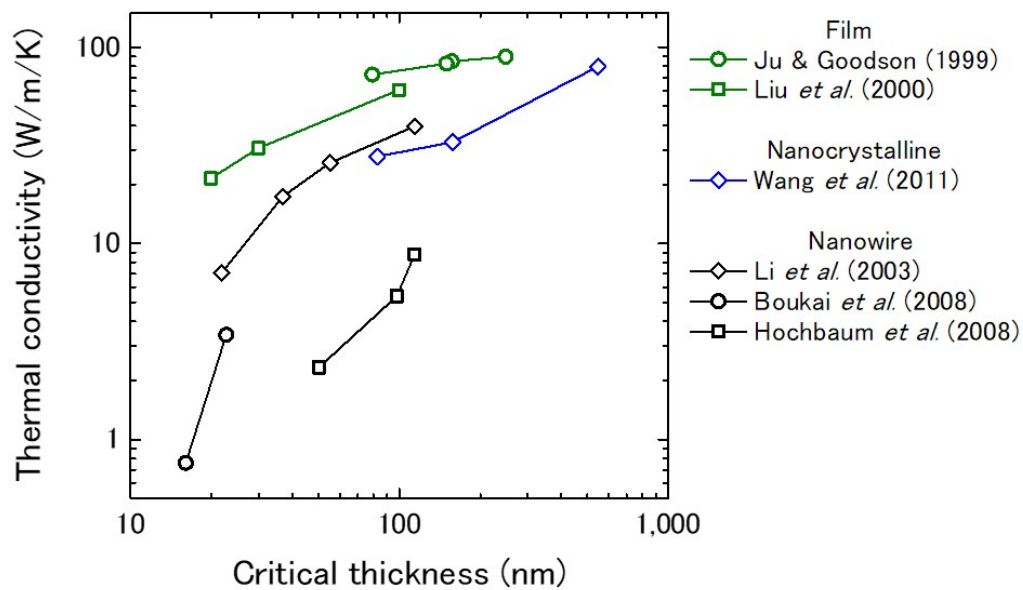 Thermal conductivity (W/m/K)
100
10
1
10
100
1,000
Critical thickness (nm)
Film
Ju & Goodson (1999)
Liu et al. (2000)
Nanocrystalline
Wang et al. (2011)
Nanowire
Li et al. (2003)
Boukai et al. (2008)
Hochbaum et al. (2008)